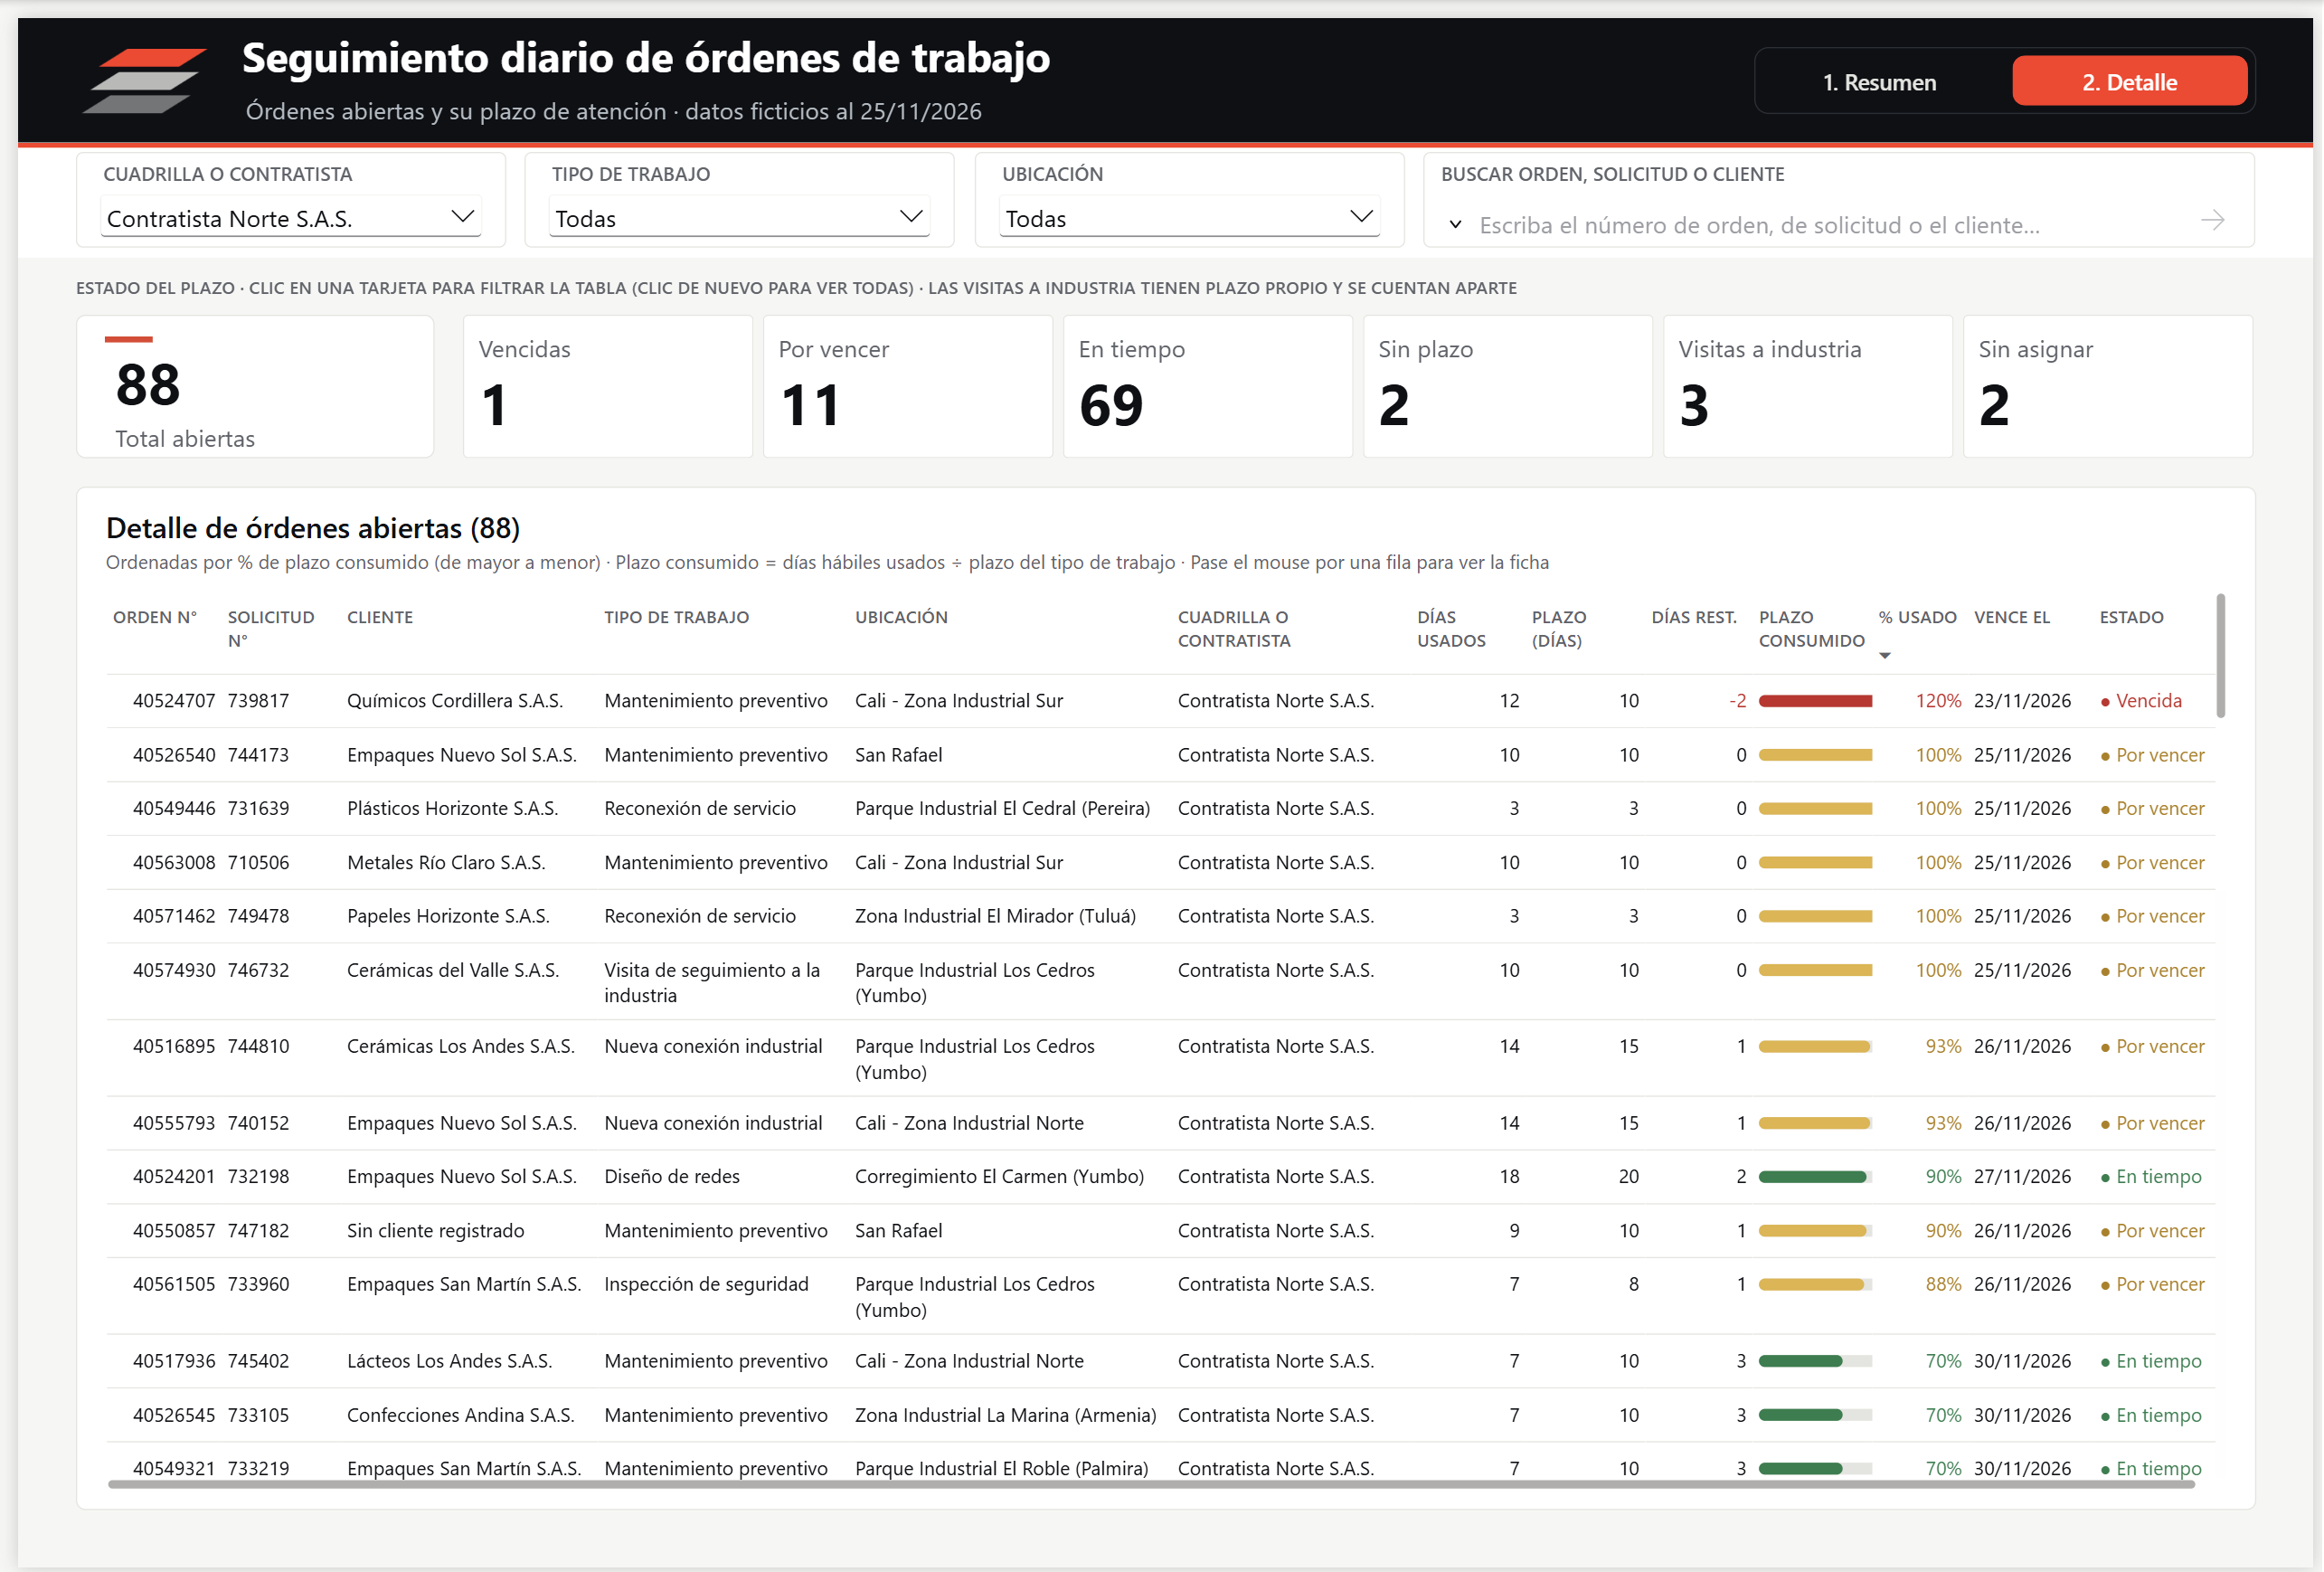 Seguimiento diario de órdenes de trabajo
Órdenes abiertas y su plazo de atención · datos ficticios al 25/11/2026
1. Resumen
2. Detalle
CUADRILLA O CONTRATISTA
Contratista Norte S.A.S.
TIPO DE TRABAJO
Todas
UBICACIÓN
Todas
BUSCAR ORDEN, SOLICITUD O CLIENTE
Escriba el número de orden, de solicitud o el cliente...
ESTADO DEL PLAZO · CLIC EN UNA TARJETA PARA FILTRAR LA TABLA (CLIC DE NUEVO PARA VER TODAS) · LAS VISITAS A INDUSTRIA TIENEN PLAZO PROPIO Y SE CUENTAN APARTE
88
Total abiertas
Vencidas
1
Por vencer
11
En tiempo
69
Sin plazo
2
Visitas a industria
3
Sin asignar
2
Detalle de órdenes abiertas (88)
Ordenadas por % de plazo consumido (de mayor a menor) · Plazo consumido = días hábiles usados ÷ plazo del tipo de trabajo · Pase el mouse por una fila para ver la ficha
ORDEN N° SOLICITUD N° CLIENTE TIPO DE TRABAJO UBICACIÓN CUADRILLA O CONTRATISTA DÍAS USADOS PLAZO (DÍAS) DÍAS REST. PLAZO CONSUMIDO % USADO VENCE EL ESTADO
40524707 739817 Químicos Cordillera S.A.S. Mantenimiento preventivo Cali - Zona Industrial Sur Contratista Norte S.A.S. 12 10 -2 120% 23/11/2026 Vencida
40526540 744173 Empaques Nuevo Sol S.A.S. Mantenimiento preventivo San Rafael Contratista Norte S.A.S. 10 10 0 100% 25/11/2026 Por vencer
40549446 731639 Plásticos Horizonte S.A.S. Reconexión de servicio Parque Industrial El Cedral (Pereira) Contratista Norte S.A.S. 3 3 0 100% 25/11/2026 Por vencer
40563008 710506 Metales Río Claro S.A.S. Mantenimiento preventivo Cali - Zona Industrial Sur Contratista Norte S.A.S. 10 10 0 100% 25/11/2026 Por vencer
40571462 749478 Papeles Horizonte S.A.S. Reconexión de servicio Zona Industrial El Mirador (Tuluá) Contratista Norte S.A.S. 3 3 0 100% 25/11/2026 Por vencer
40574930 746732 Cerámicas del Valle S.A.S. Visita de seguimiento a la industria Parque Industrial Los Cedros (Yumbo) Contratista Norte S.A.S. 10 10 0 100% 25/11/2026 Por vencer
40516895 744810 Cerámicas Los Andes S.A.S. Nueva conexión industrial Parque Industrial Los Cedros (Yumbo) Contratista Norte S.A.S. 14 15 1 93% 26/11/2026 Por vencer
40555793 740152 Empaques Nuevo Sol S.A.S. Nueva conexión industrial Cali - Zona Industrial Norte Contratista Norte S.A.S. 14 15 1 93% 26/11/2026 Por vencer
40524201 732198 Empaques Nuevo Sol S.A.S. Diseño de redes Corregimiento El Carmen (Yumbo) Contratista Norte S.A.S. 18 20 2 90% 27/11/2026 En tiempo
40550857 747182 Sin cliente registrado Mantenimiento preventivo San Rafael Contratista Norte S.A.S. 9 10 1 90% 26/11/2026 Por vencer
40561505 733960 Empaques San Martín S.A.S. Inspección de seguridad Parque Industrial Los Cedros (Yumbo) Contratista Norte S.A.S. 7 8 1 88% 26/11/2026 Por vencer
40517936 745402 Lácteos Los Andes S.A.S. Mantenimiento preventivo Cali - Zona Industrial Norte Contratista Norte S.A.S. 7 10 3 70% 30/11/2026 En tiempo
40526545 733105 Confecciones Andina S.A.S. Mantenimiento preventivo Zona Industrial La Marina (Armenia) Contratista Norte S.A.S. 7 10 3 70% 30/11/2026 En tiempo
40549321 733219 Empaques San Martín S.A.S. Mantenimiento preventivo Parque Industrial El Roble (Palmira) Contratista Norte S.A.S. 7 10 3 70% 30/11/2026 En tiempo